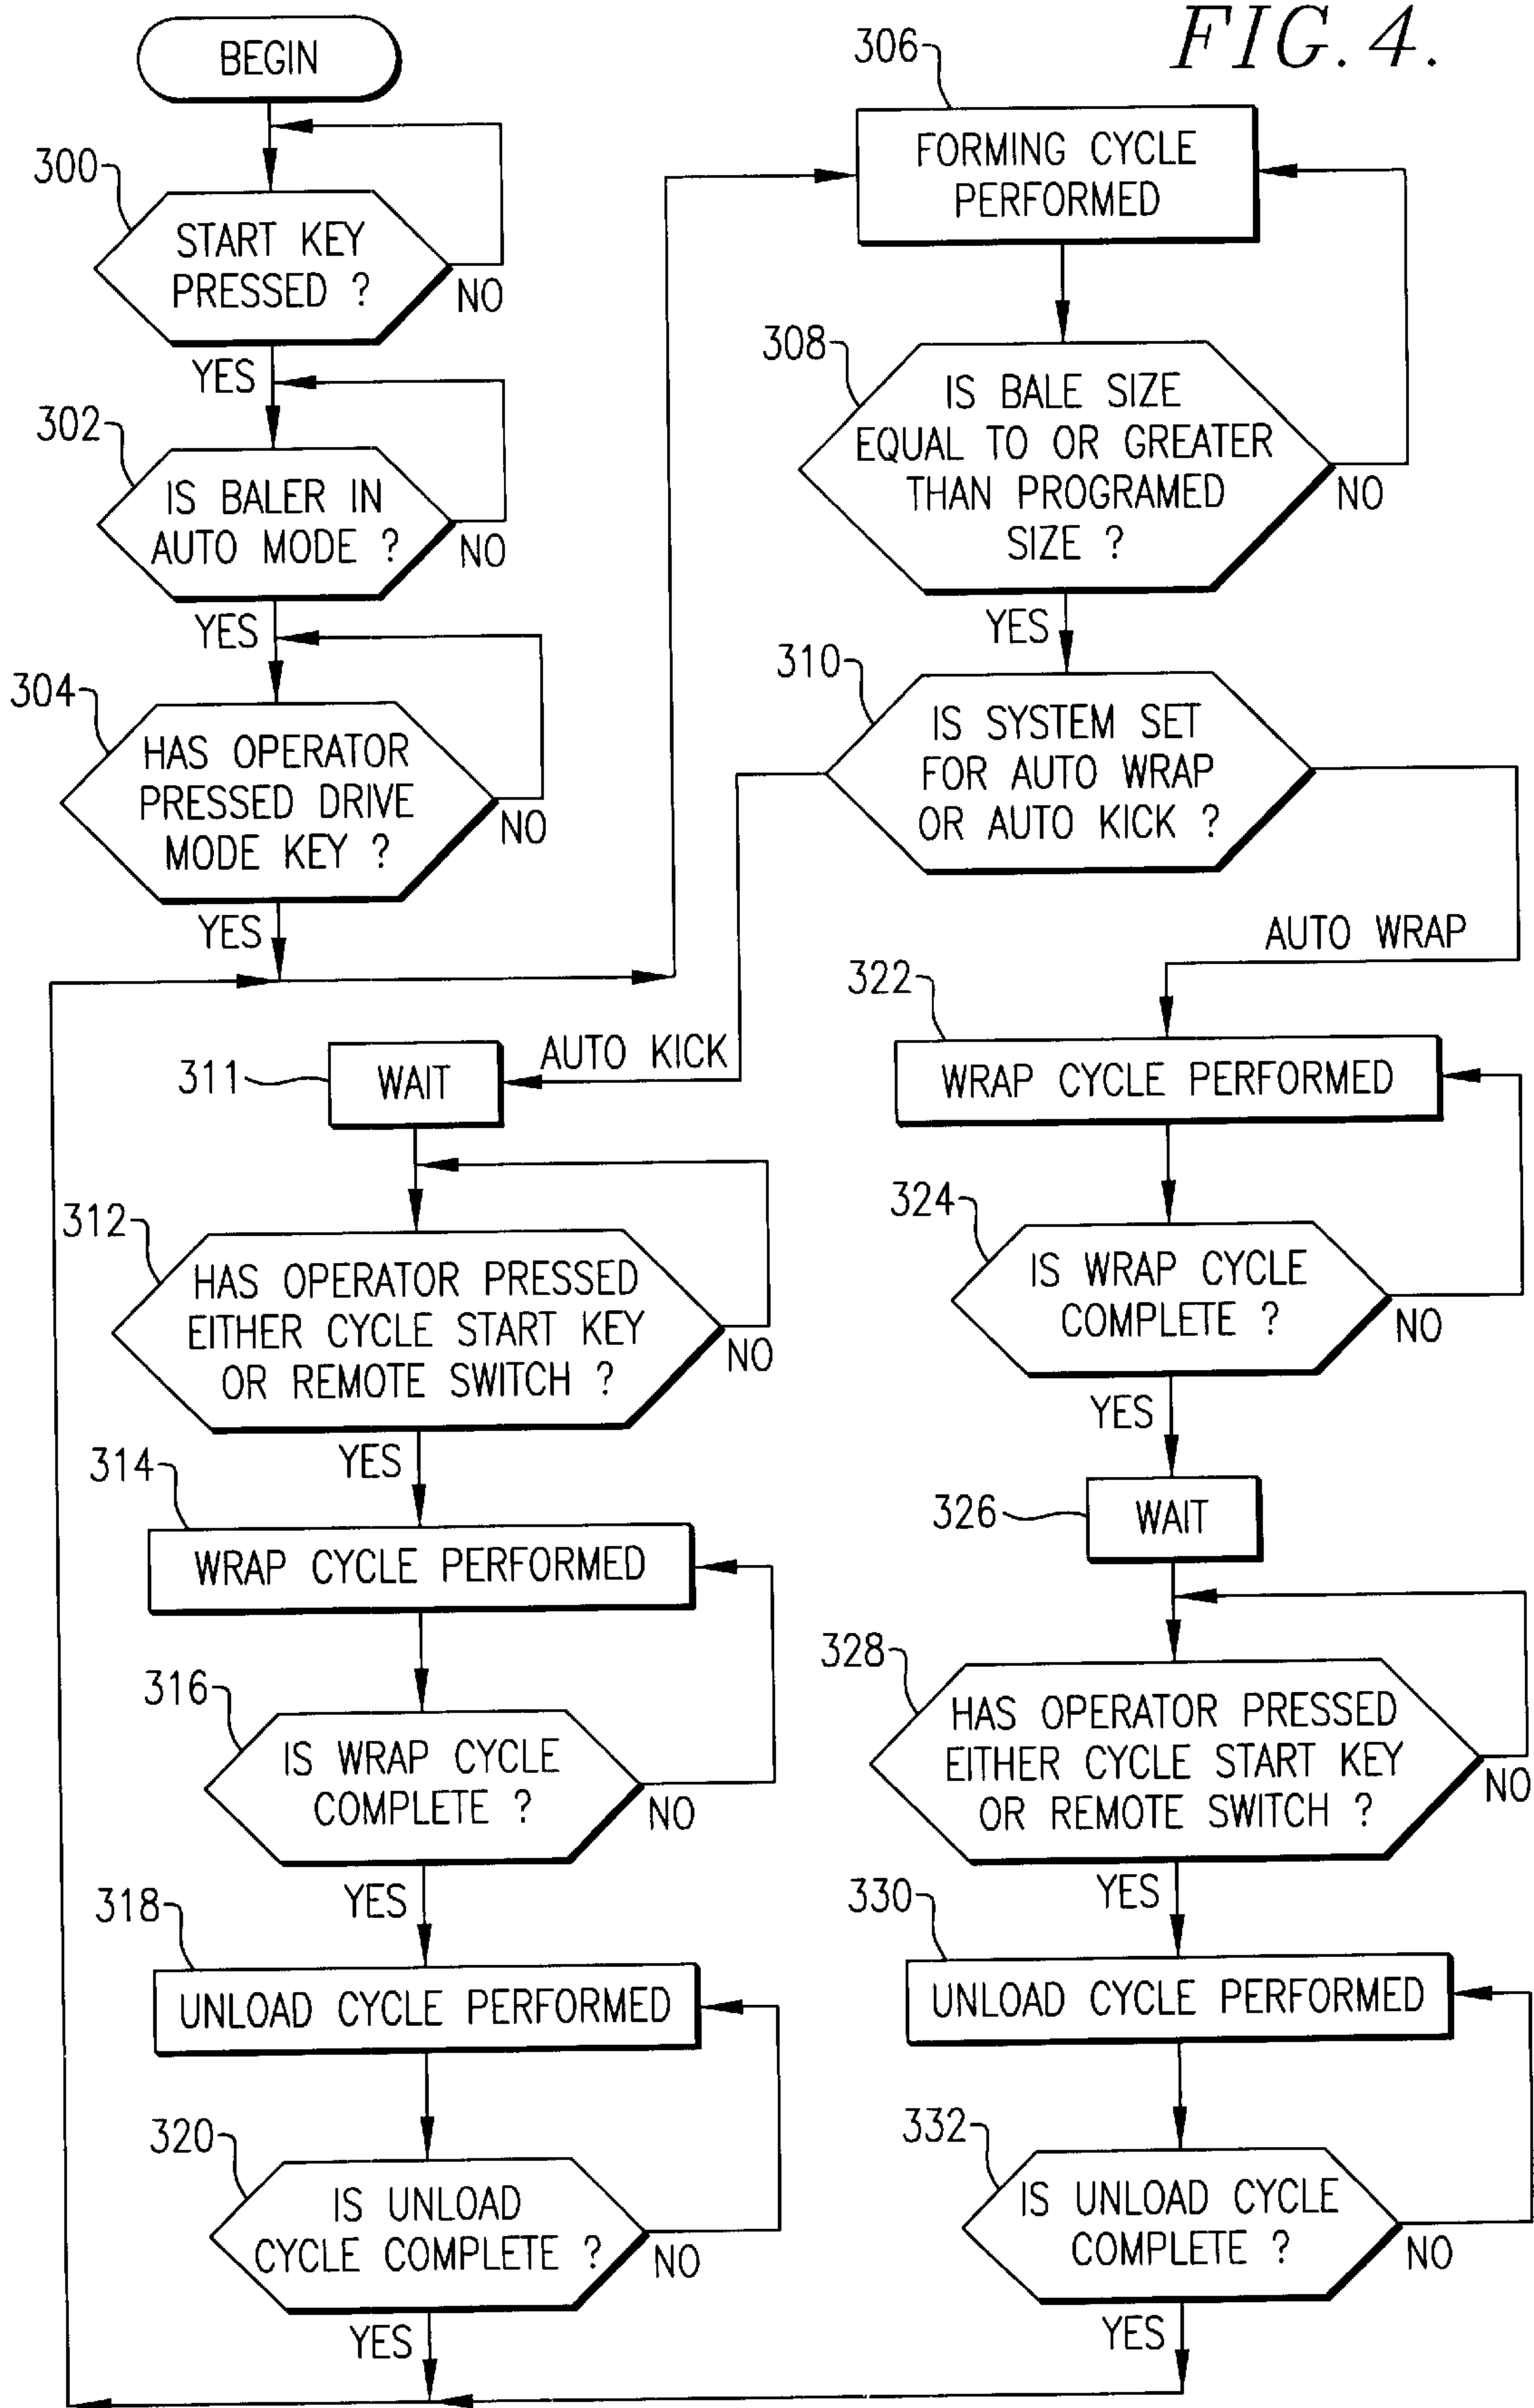 FIG. 4.
BEGIN
300
START KEY
PRESSED ?
NO
YES
302
IS BALER IN
AUTO MODE ?
NO
YES
304
HAS OPERATOR
PRESSED DRIVE
MODE KEY ?
NO
YES
306
FORMING CYCLE
PERFORMED
308
IS BALE SIZE
EQUAL TO OR GREATER
THAN PROGRAMED
SIZE ?
NO
YES
310
IS SYSTEM SET
FOR AUTO WRAP
OR AUTO KICK ?
AUTO KICK
AUTO WRAP
311
WAIT
312
HAS OPERATOR PRESSED
EITHER CYCLE START KEY
OR REMOTE SWITCH ?
NO
YES
314
WRAP CYCLE PERFORMED
316
IS WRAP CYCLE
COMPLETE ?
NO
YES
318
UNLOAD CYCLE PERFORMED
320
IS UNLOAD
CYCLE COMPLETE ?
NO
YES
322
WRAP CYCLE PERFORMED
324
IS WRAP CYCLE
COMPLETE ?
NO
YES
326
WAIT
328
HAS OPERATOR PRESSED
EITHER CYCLE START KEY
OR REMOTE SWITCH ?
NO
YES
330
UNLOAD CYCLE PERFORMED
332
IS UNLOAD CYCLE
COMPLETE ?
NO
YES